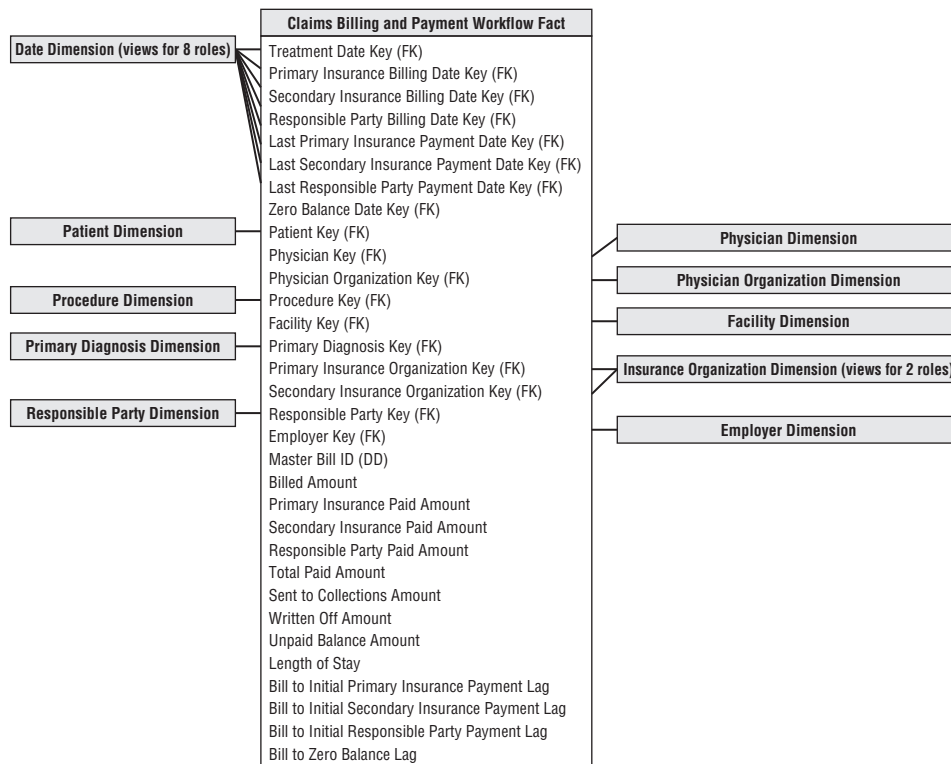 Claims Billing and Payment Workflow Fact
Date Dimension (views for 8 roles)
Treatment Date Key (FK)
Primary Insurance Billing Date Key (FK)
Secondary Insurance Billing Date Key (FK)
Responsible Party Billing Date Key (FK)
Last Primary Insurance Payment Date Key (FK)
Last Secondary Insurance Payment Date Key (FK)
Last Responsible Party Payment Date Key (FK)
Zero Balance Date Key (FK)
Patient Dimension
Patient Key (FK)
Physician Dimension
Physician Key (FK)
Physician Organization Key (FK)
Physician Organization Dimension
Procedure Dimension
Procedure Key (FK)
Facility Key (FK)
Facility Dimension
Primary Diagnosis Dimension
Primary Diagnosis Key (FK)
Primary Insurance Organization Key (FK)
Insurance Organization Dimension (views for 2 roles)
Secondary Insurance Organization Key (FK)
Responsible Party Dimension
Responsible Party Key (FK)
Employer Key (FK)
Employer Dimension
Master Bill ID (DD)
Billed Amount
Primary Insurance Paid Amount
Secondary Insurance Paid Amount
Responsible Party Paid Amount
Total Paid Amount
Sent to Collections Amount
Written Off Amount
Unpaid Balance Amount
Length of Stay
Bill to Initial Primary Insurance Payment Lag
Bill to Initial Secondary Insurance Payment Lag
Bill to Initial Responsible Party Payment Lag
Bill to Zero Balance Lag